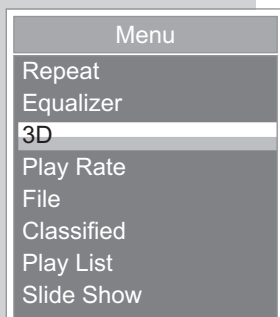 Menu
Repeat
Equalizer
3D
Play Rate
File
Classified
Play List
Slide Show